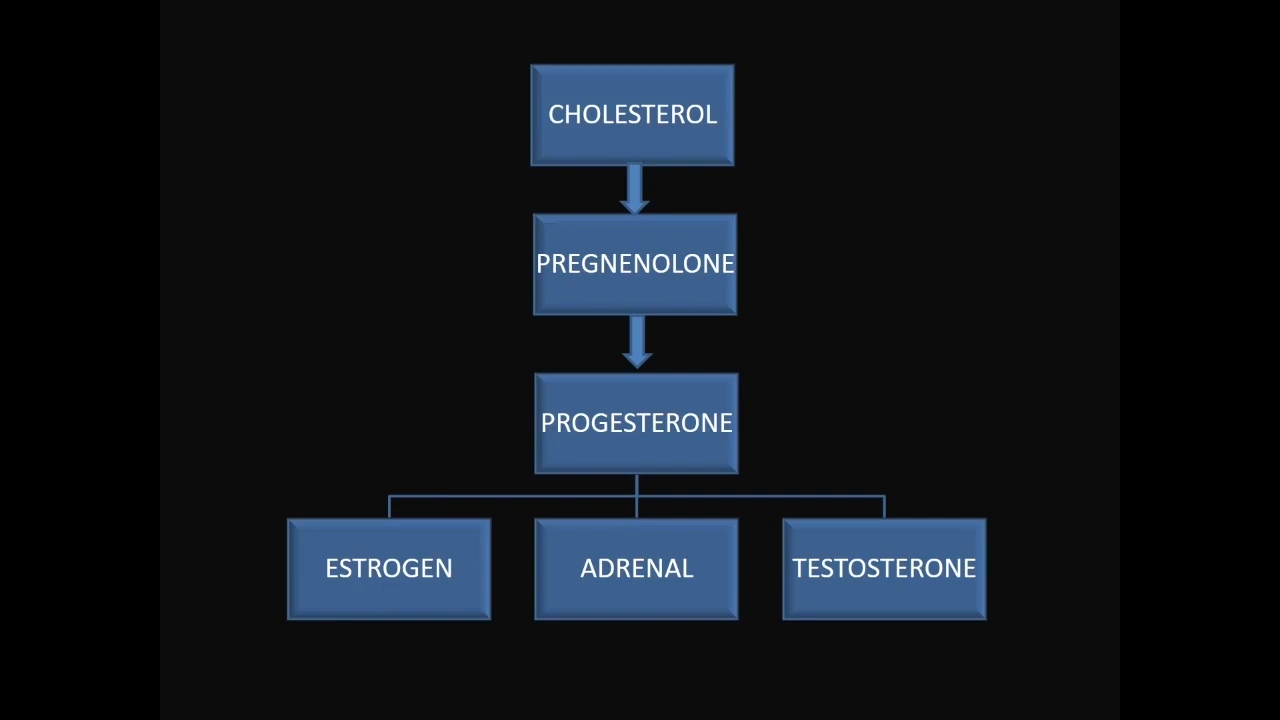 CHOLESTEROL
PREGNENOLONE
PROGESTERONE
ESTROGEN
ADRENAL
TESTOSTERONE